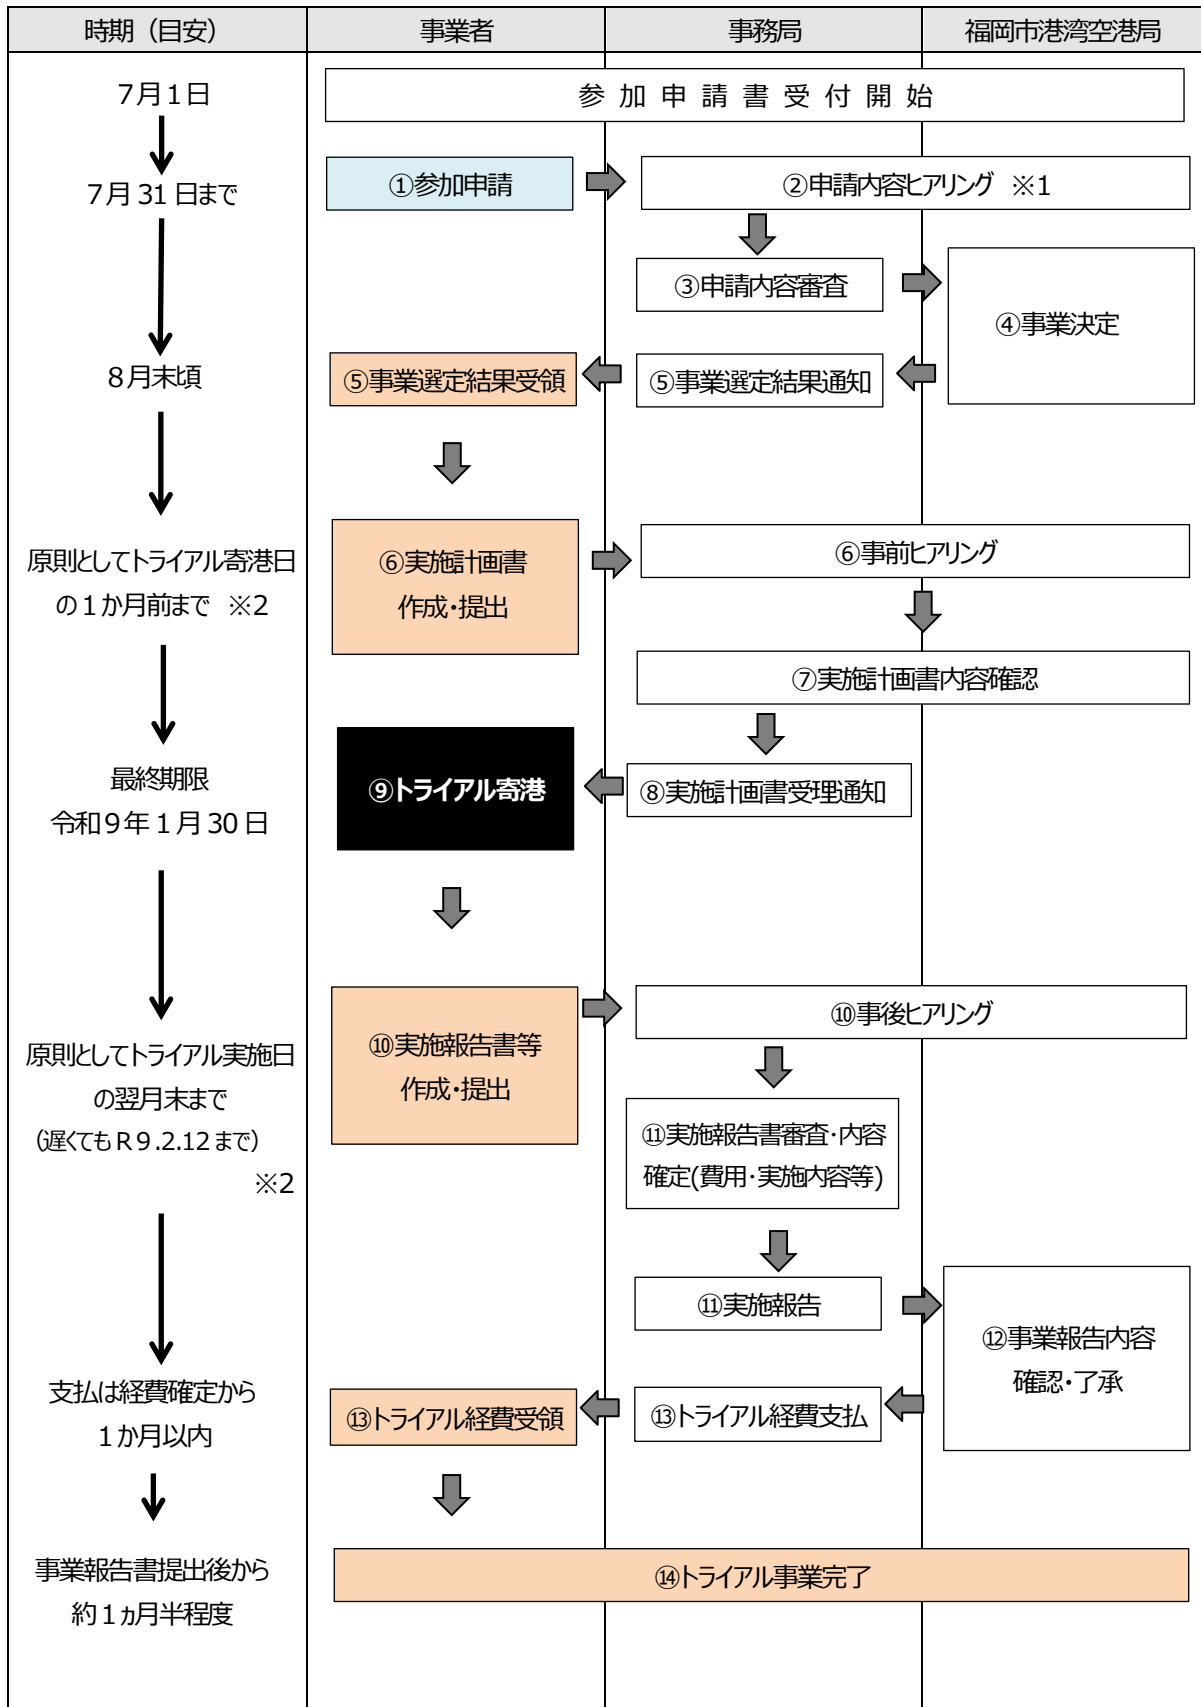 時期（目安）
事業者
事務局
福岡市港湾空港局
７月１日
参加申請書受付開始
７月31日まで
①参加申請
②申請内容ヒアリング ※1
③申請内容審査
④事業決定
８月末頃
⑤事業選定結果受領
⑤事業選定結果通知
原則としてトライアル寄港日
の１か月前まで ※2
⑥実施計画書
作成・提出
⑥事前ヒアリング
⑦実施計画書内容確認
最終期限
令和９年１月30日
⑨トライアル寄港
⑧実施計画書受理通知
原則としてトライアル実施日
の翌月末まで
（遅くてもＲ９.2.12まで）
※2
⑩実施報告書等
作成・提出
⑩事後ヒアリング
⑪実施報告書審査・内容
確定(費用・実施内容等)
⑪実施報告
⑫事業報告内容
確認・了承
支払は経費確定から
１か月以内
⑬トライアル経費受領
⑬トライアル経費支払
事業報告書提出後から
約１ヵ月半程度
⑭トライアル事業完了